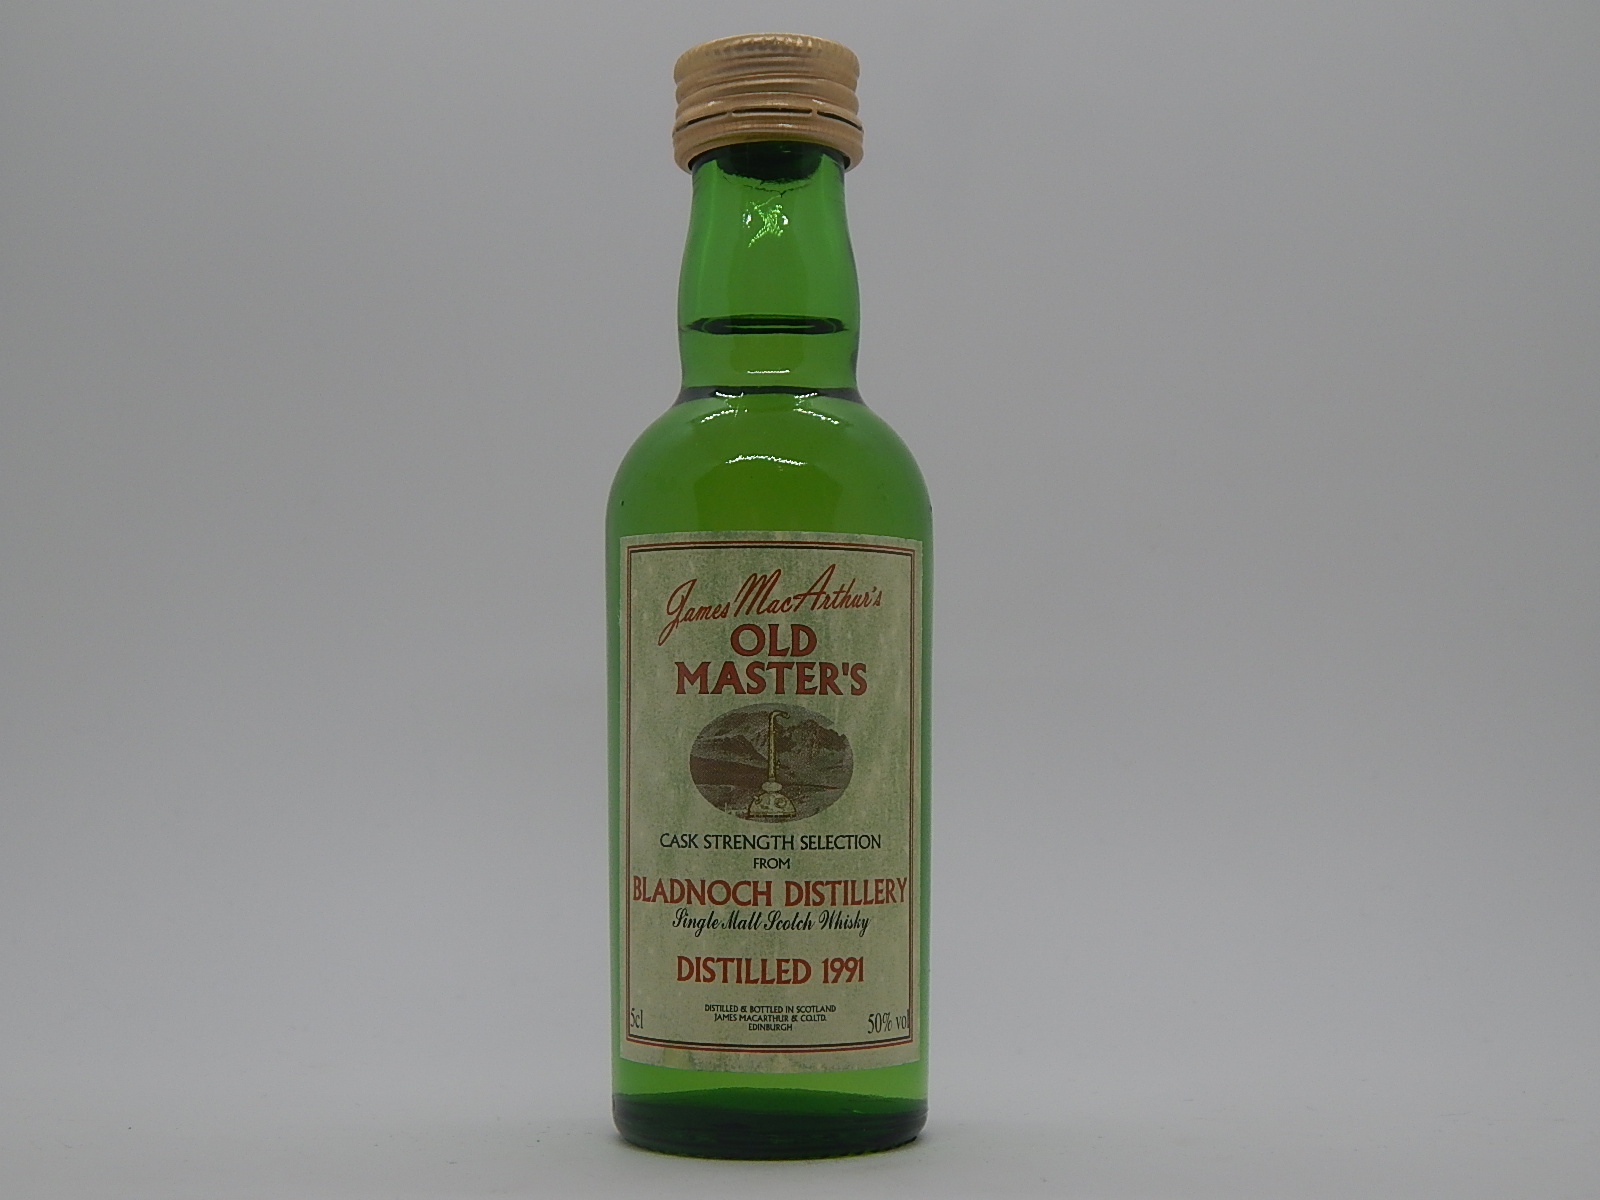 James MacArthur's
OLD
MASTER'S
CASK STRENGTH SELECTION
FROM
BLADNOCH DISTILLERY
Single Malt Scotch Whisky
DISTILLED 1991
DISTILLED & BOTTLED IN SCOTLAND
JAMES MACARTHUR & CO.LTD.
EDINBURGH
5cl
50% vol